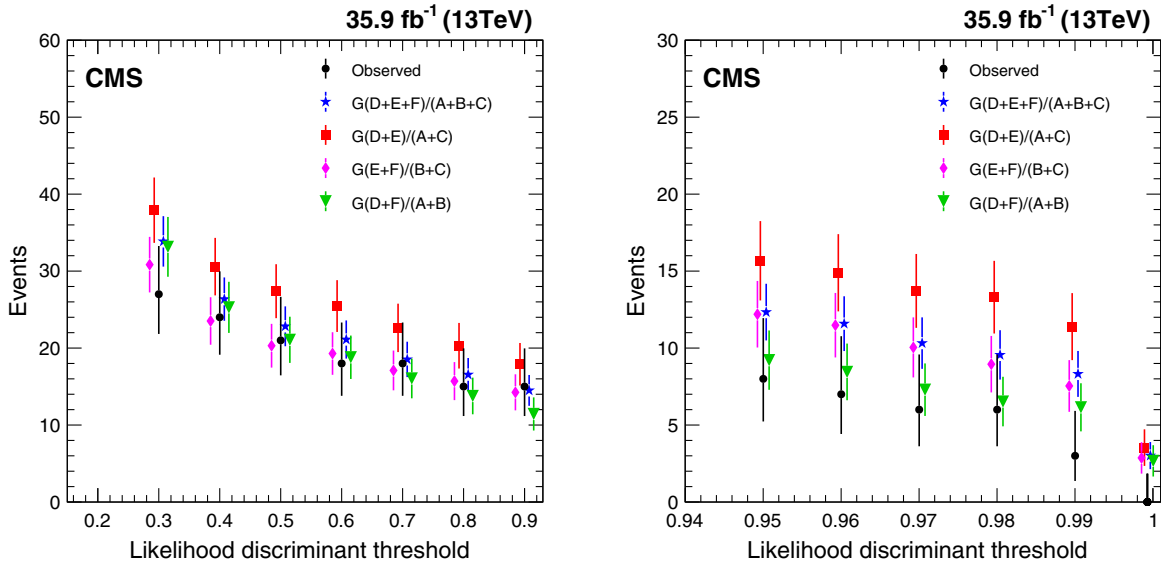 35.9 fb⁻¹ (13TeV)
60
50
40
30
20
10
0
Events
CMS
Observed
G(D+E+F)/(A+B+C)
G(D+E)/(A+C)
G(E+F)/(B+C)
G(D+F)/(A+B)
0.2 0.3 0.4 0.5 0.6 0.7 0.8 0.9
Likelihood discriminant threshold
35.9 fb⁻¹ (13TeV)
30
25
20
15
10
5
0
Events
CMS
Observed
G(D+E+F)/(A+B+C)
G(D+E)/(A+C)
G(E+F)/(B+C)
G(D+F)/(A+B)
0.94 0.95 0.96 0.97 0.98 0.99 1
Likelihood discriminant threshold